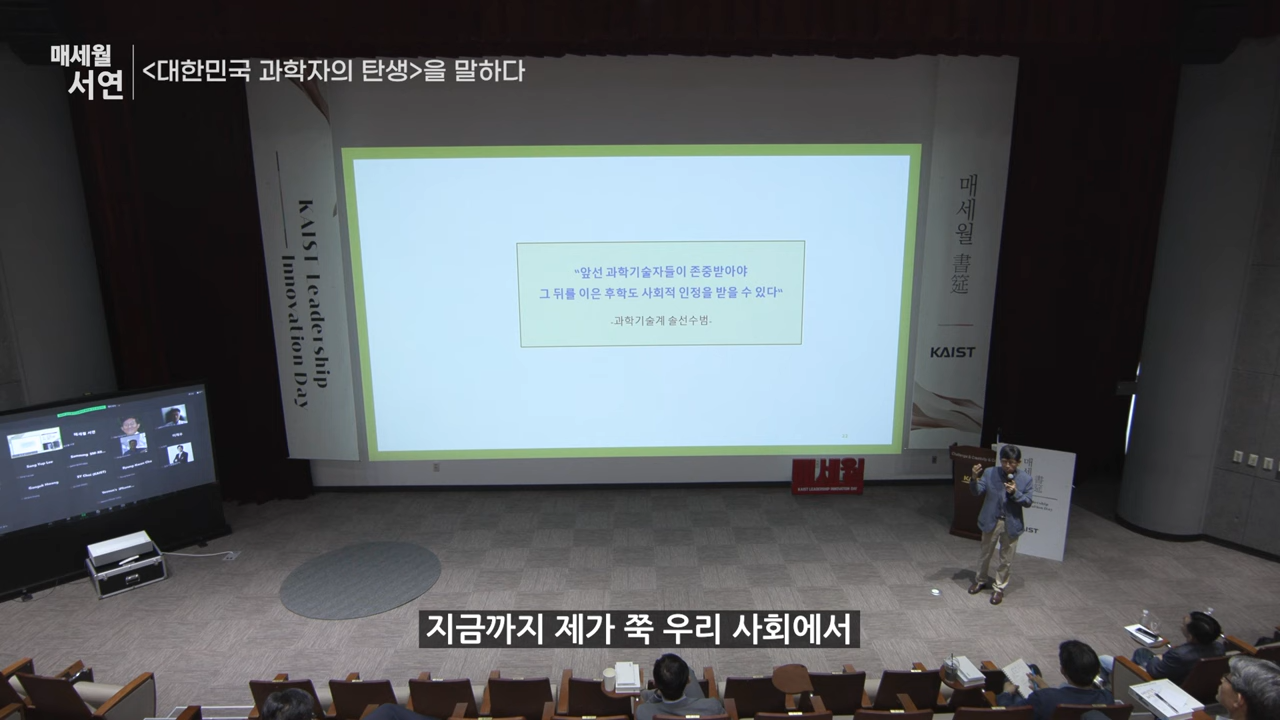 매세월
서연
<대한민국 과학자의 탄생>을 말하다
KAIST Leadership
Innovation Day
"앞선 과학기술자들이 존중받아야
그 뒤를 이은 후학도 사회적 인정을 받을 수 있다"
-과학기술계 솔선수범-
매세월 書筵
KAIST
매세월
KAIST LEADERSHIP INNOVATION DAY
지금까지 제가 쭉 우리 사회에서